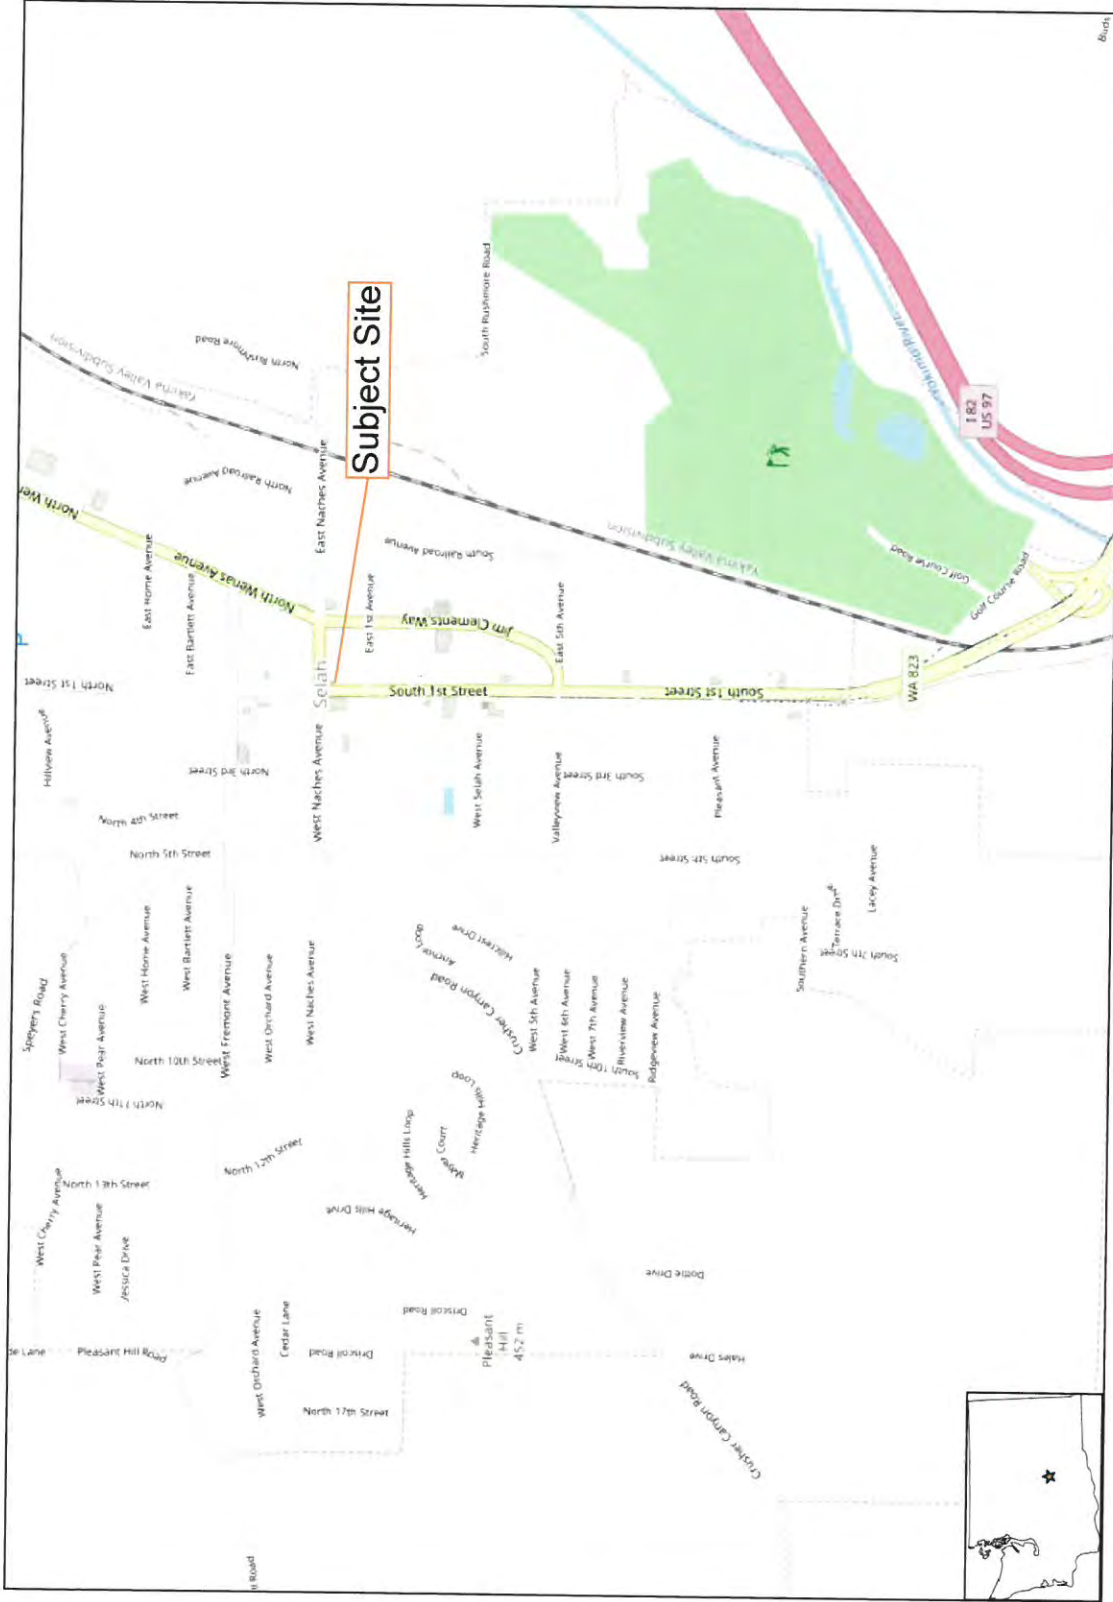 Buds
North Wen
Yakima Valley Subdivision
North Rushmore Road
South Rushmore Road
Subject Site
East Naches Avenue
North Railroad Avenue
South Railroad Avenue
East Home Avenue
East Bartlett Avenue
North Wenas Avenue
East 1st Avenue
Jim Clements Way
East 5th Avenue
Yakima Valley Subdivision
Golf Course Road
Golf Course Road
Yakima River
I 82
US 97
WA 823
P
North 1st Street
Selah
South 1st Street
South 1st Street
Hillview Avenue
North 3rd Street
West Naches Avenue
West Selah Avenue
Valleyview Avenue
South 3rd Street
Pleasant Avenue
North 4th Street
North 5th Street
South 5th Street
Lacey Avenue
Terrace Drive
Southern Avenue
South 7th Street
Speyers Road
West Cherry Avenue
West Pear Avenue
West Home Avenue
West Bartlett Avenue
West Fremont Avenue
West Orchard Avenue
West Naches Avenue
Anchor Loop
Hillcrest Drive
Crusher Canyon Road
West 5th Avenue
West 6th Avenue
West 7th Avenue
Riverview Avenue
Ridgeview Avenue
South 10th Street
North 10th Street
North 11th Street
North 12th Street
North 13th Street
Heritage Hills Loop
Mayer Court
Heritage Hills Loop
Heritage Hills Drive
West Cherry Avenue
West Pear Avenue
Jessica Drive
Dottie Drive
Driscoll Road
Pleasant
Hill
452 m
de Lane
Pleasant Hill Road
West Orchard Avenue
Cedar Lane
Driscoll Road
North 17th Street
Hales Drive
Crusher Canyon Road
u Road